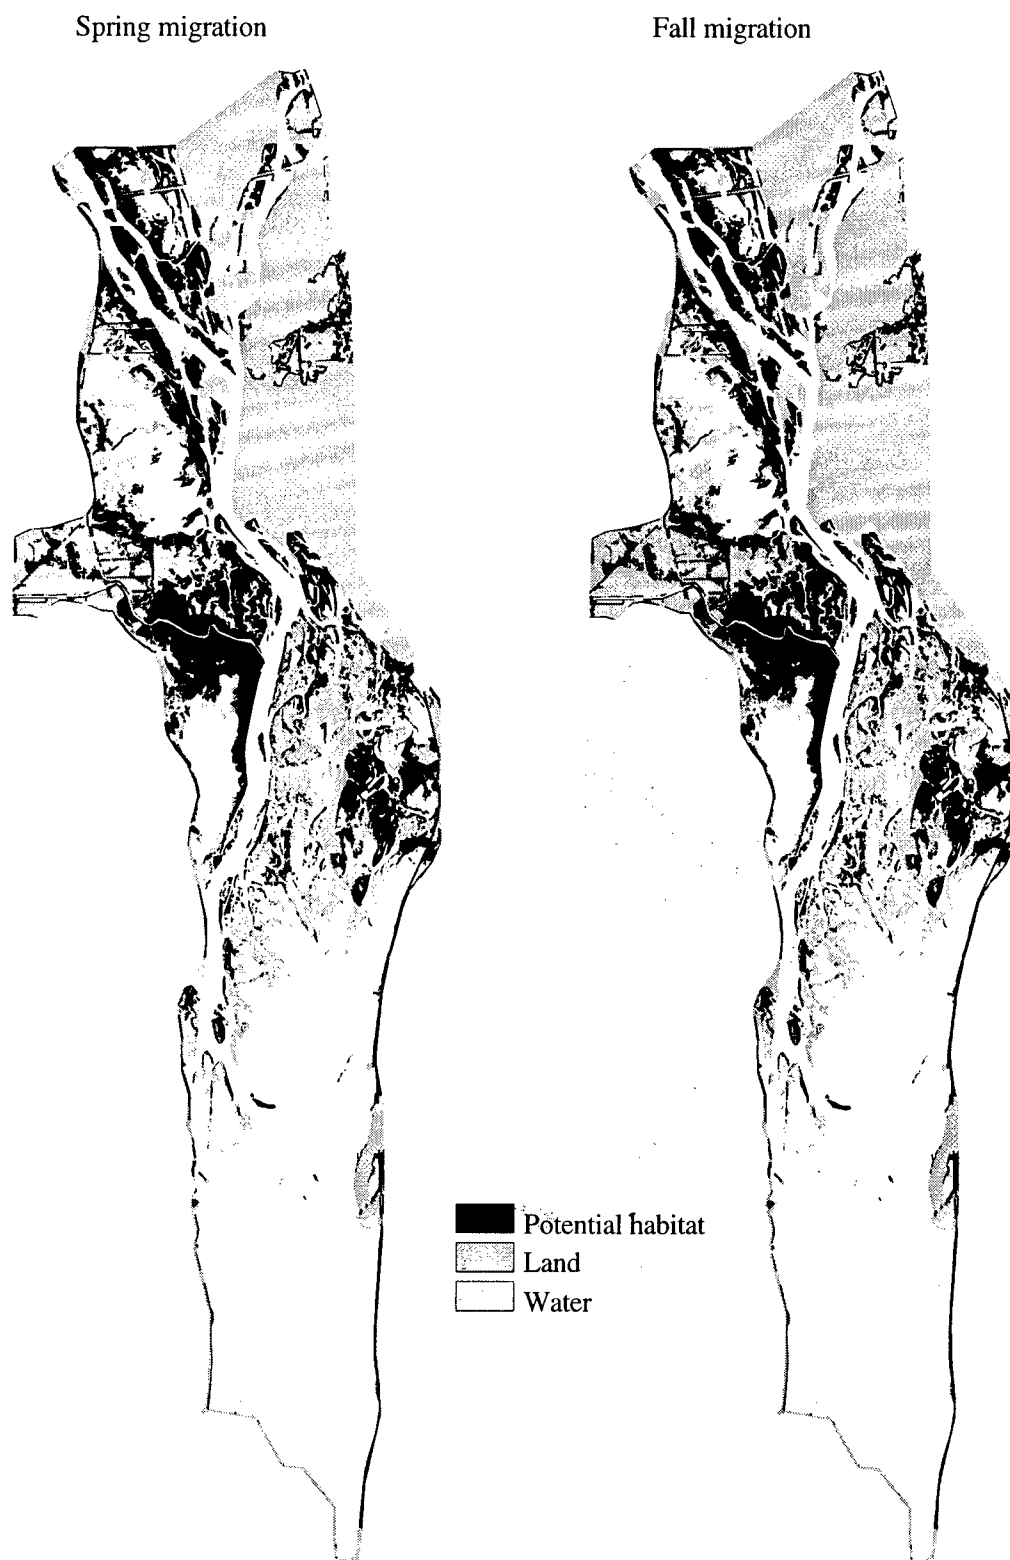 Spring migration
Fall migration
Potential habitat
Land
Water